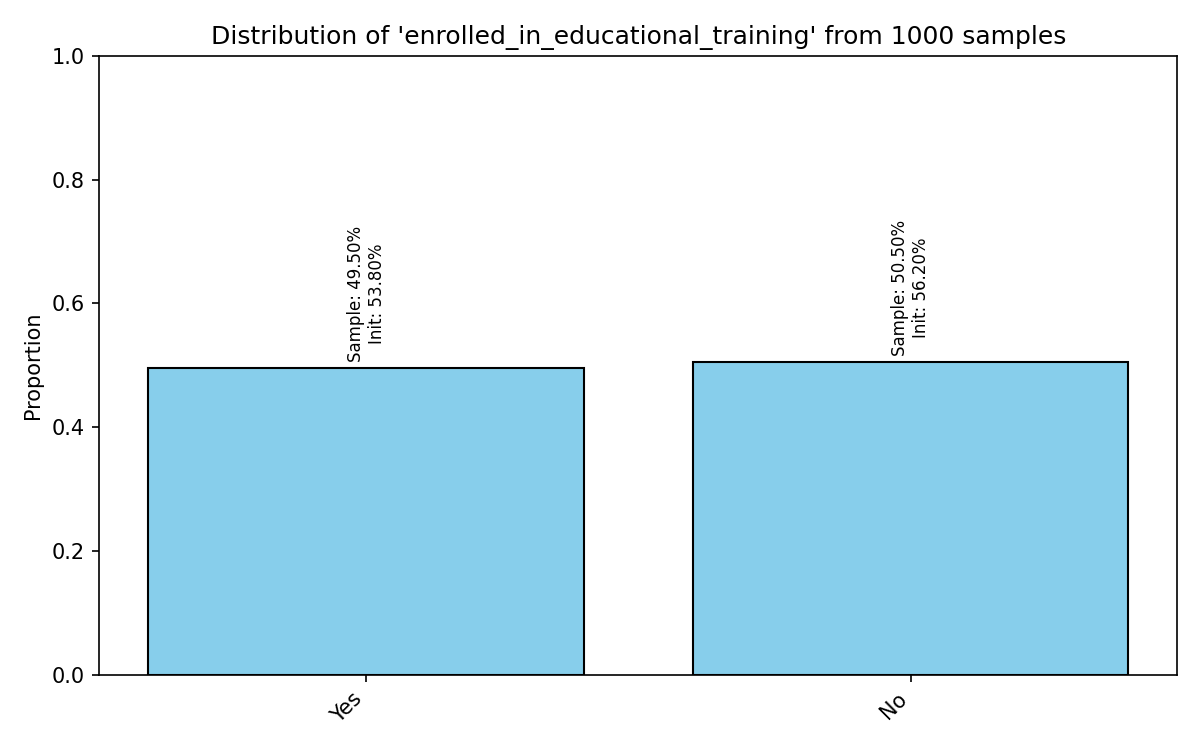 Distribution of 'enrolled_in_educational_training' from 1000 samples
Proportion
1.0
0.8
0.6
0.4
0.2
0.0
Sample: 49.50%
Init: 53.80%
Sample: 50.50%
Init: 56.20%
Yes
No